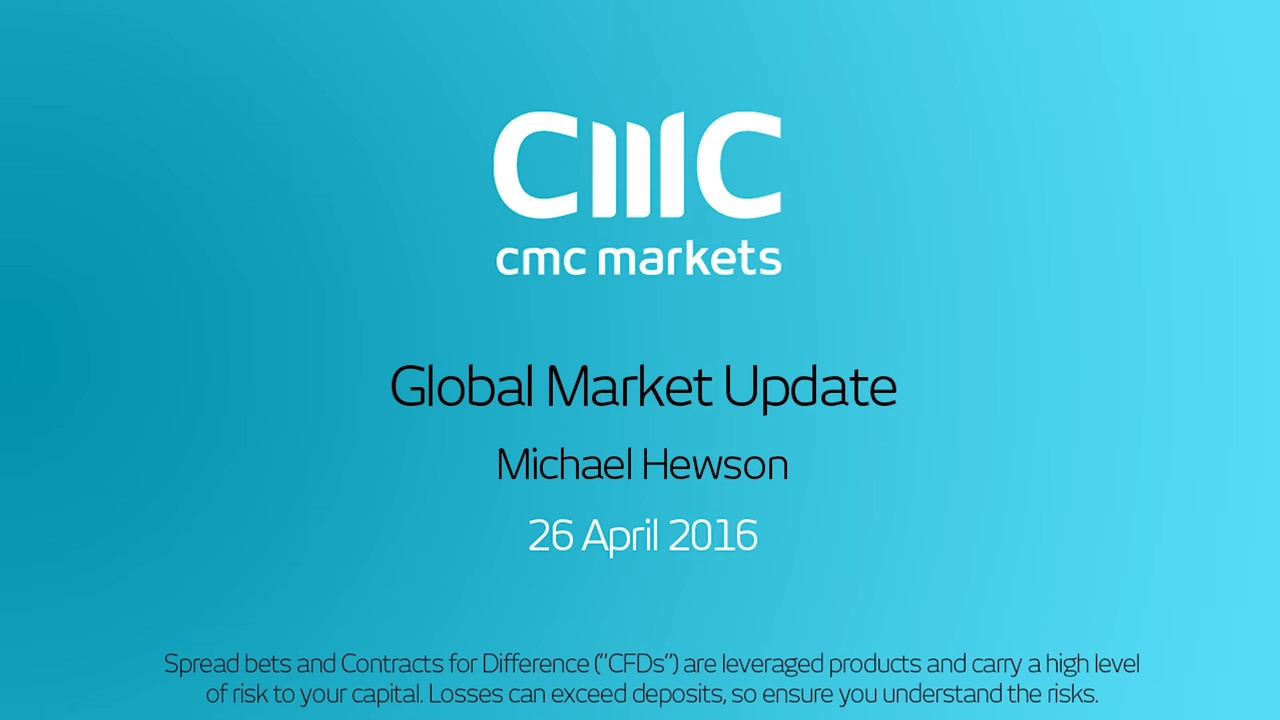 CMC
cmc markets
Global Market Update
Michael Hewson
26 April 2016
Spread bets and Contracts for Difference (“CFDs”) are leveraged products and carry a high level
of risk to your capital. Losses can exceed deposits, so ensure you understand the risks.